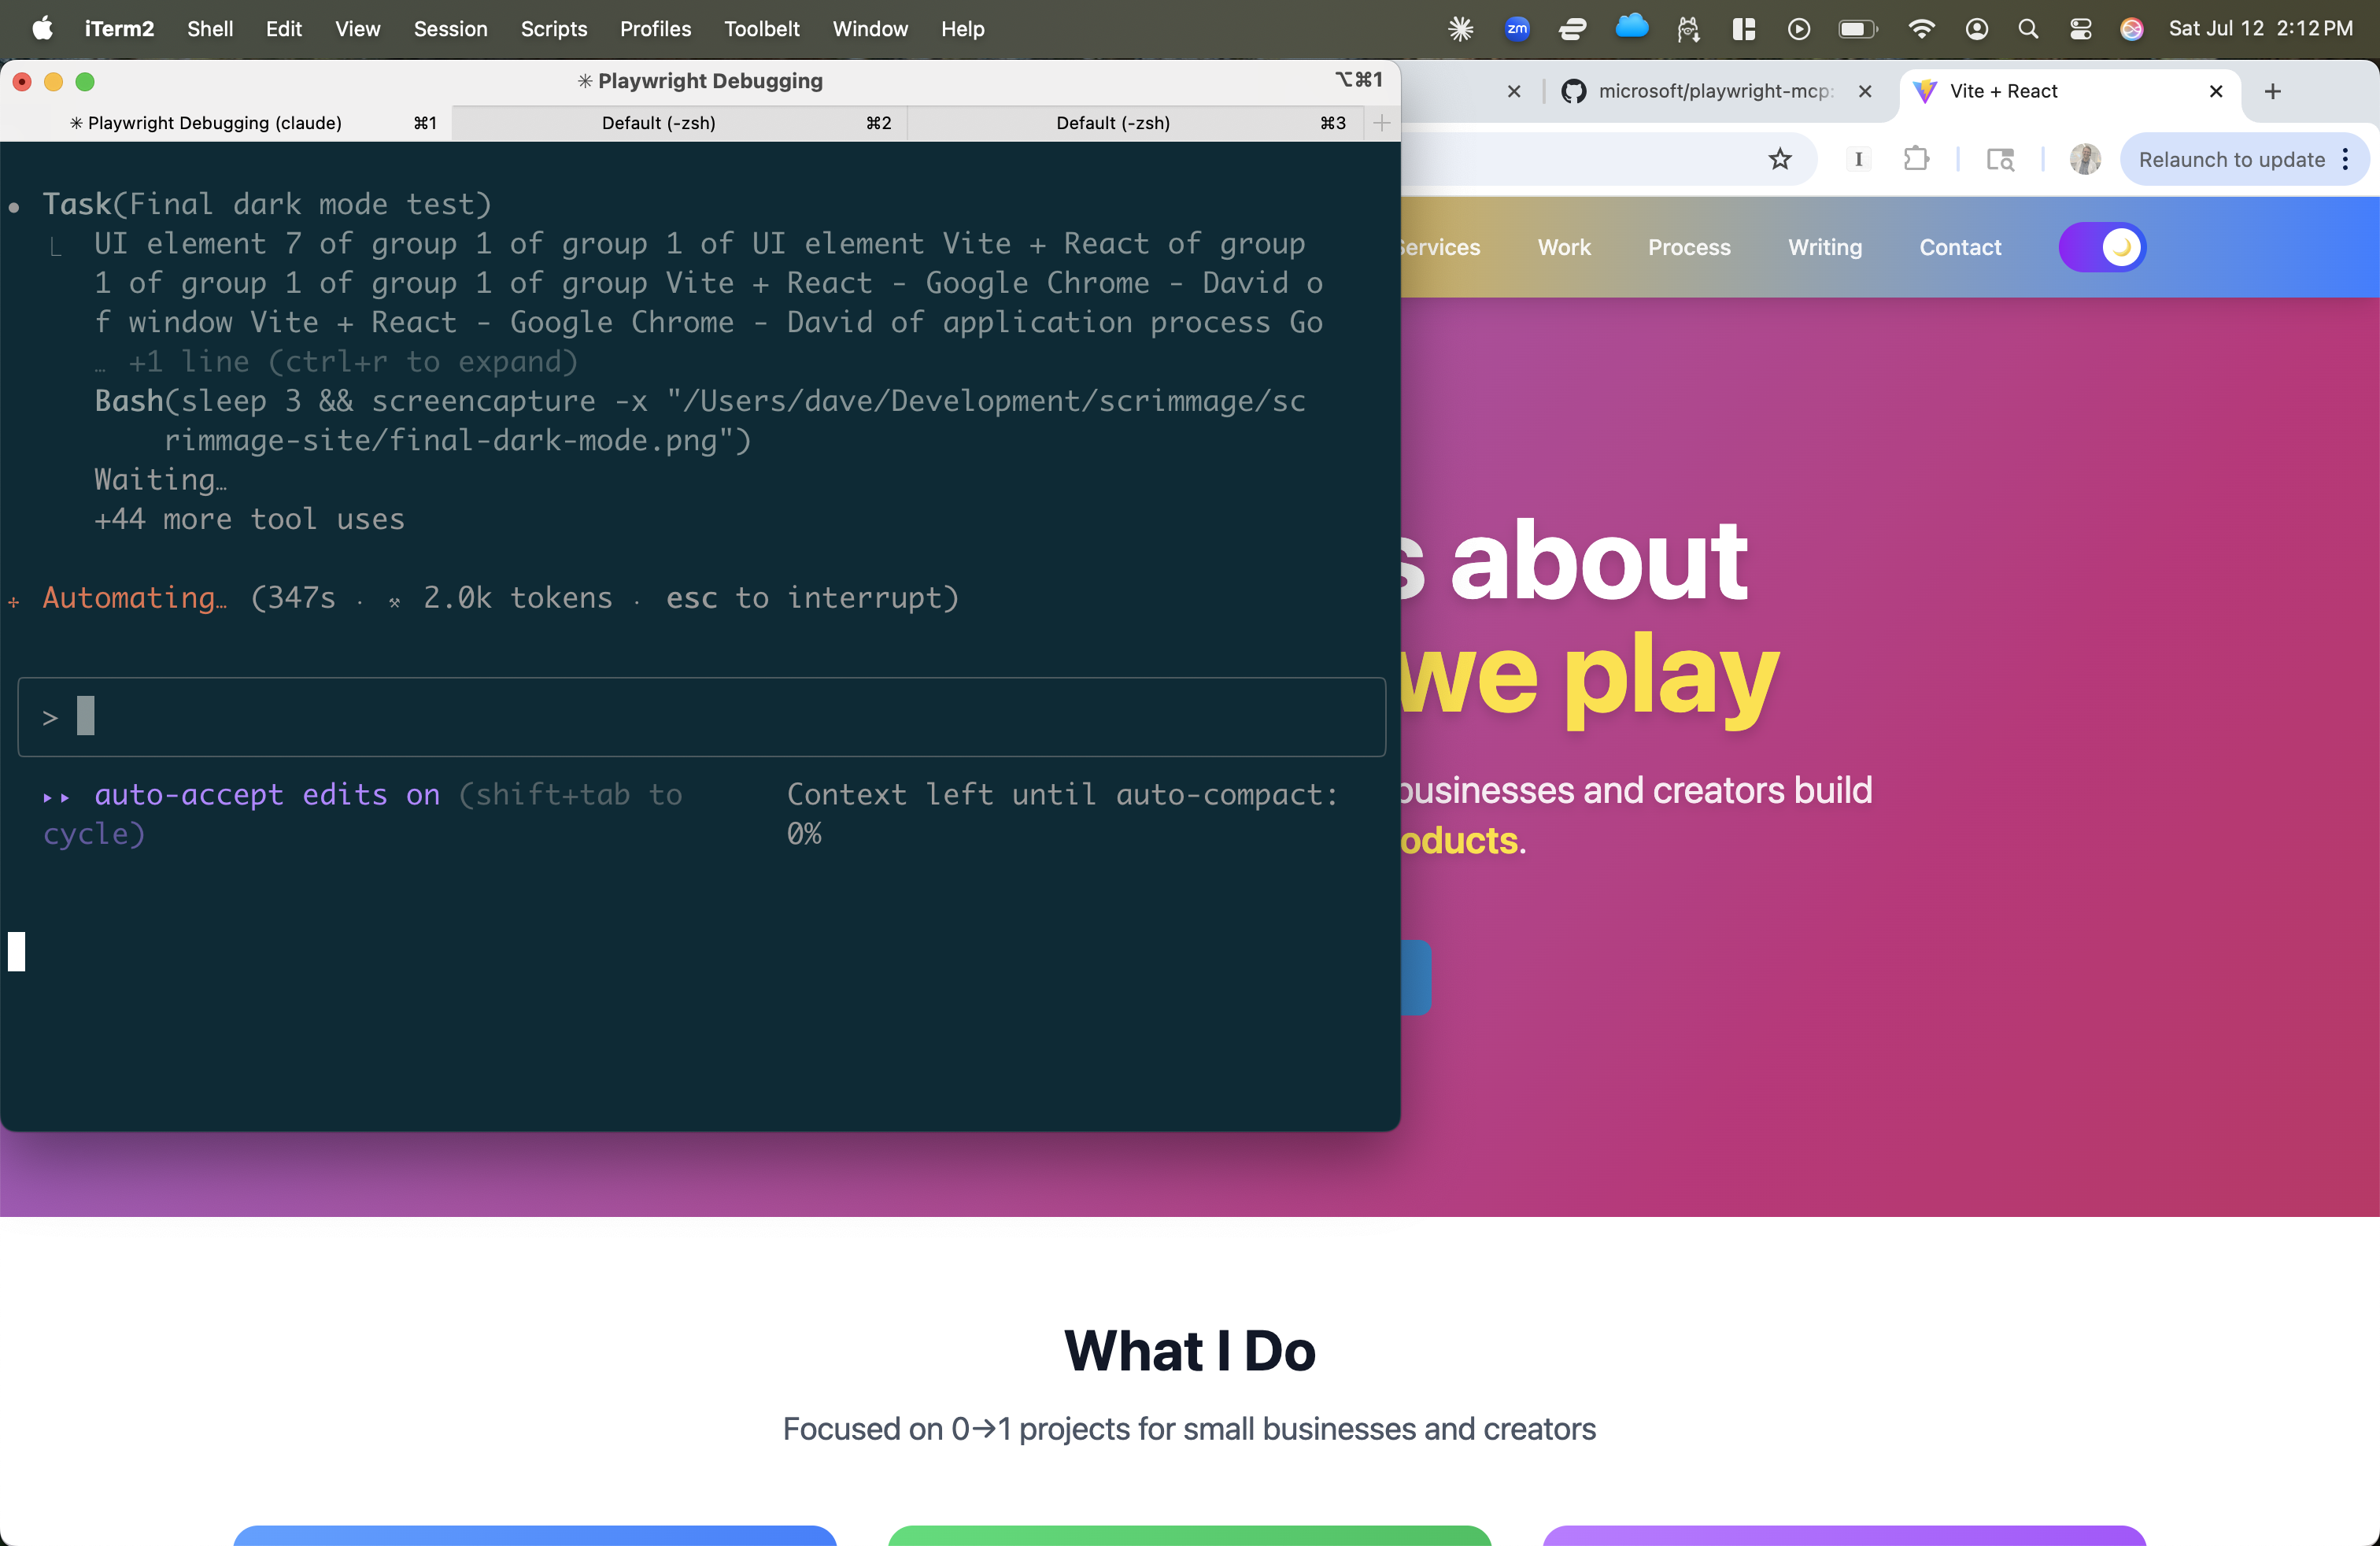 iTerm2 Shell Edit View Session Scripts Profiles Toolbelt Window Help
zm
Sat Jul 12 2:12 PM
✳ Playwright Debugging
⌥⌘1
✳ Playwright Debugging (claude) ⌘1
Default (-zsh) ⌘2
Default (-zsh) ⌘3
microsoft/playwright-mcp:
Vite + React
Relaunch to update
Task(Final dark mode test)
UI element 7 of group 1 of group 1 of UI element Vite + React of group
1 of group 1 of group 1 of group Vite + React - Google Chrome - David o
f window Vite + React - Google Chrome - David of application process Go
… +1 line (ctrl+r to expand)
Bash(sleep 3 && screencapture -x "/Users/dave/Development/scrimmage/sc
rimmage-site/final-dark-mode.png")
Waiting…
+44 more tool uses
Automating… (347s · ⚒ 2.0k tokens · esc to interrupt)
>
auto-accept edits on (shift+tab to
cycle)
Context left until auto-compact:
0%
Services Work Process Writing Contact
s about
we play
businesses and creators build
oducts.
What I Do
Focused on 0→1 projects for small businesses and creators